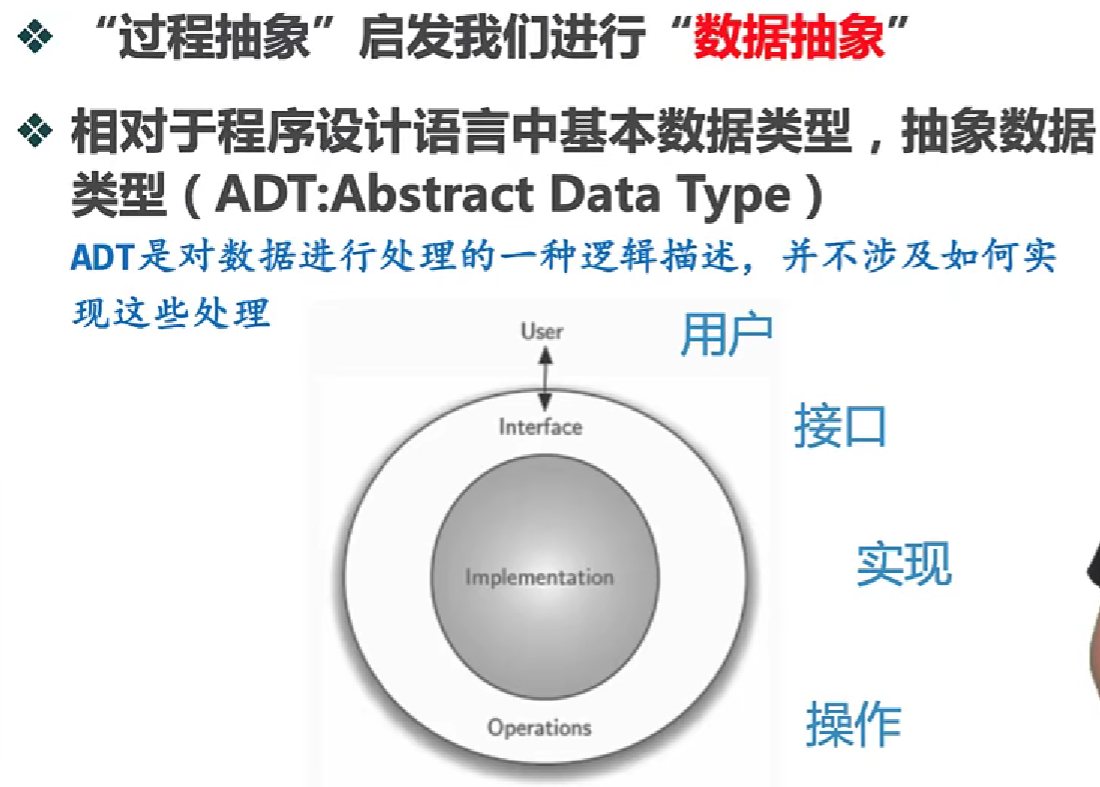 “过程抽象”启发我们进行“数据抽象”
相对于程序设计语言中基本数据类型，抽象数据
类型（ADT:Abstract Data Type）
ADT是对数据进行处理的一种逻辑描述，并不涉及如何实
现这些处理
User
用户
Interface
接口
Implementation
实现
Operations
操作